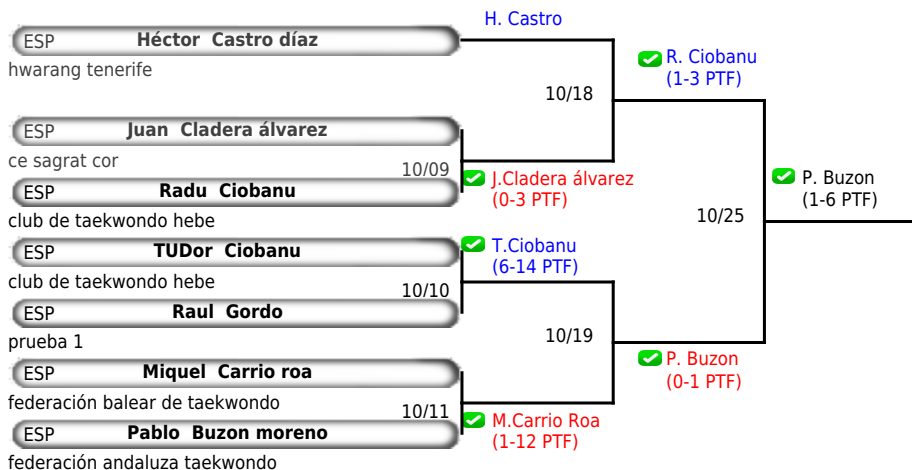 H. Castro
ESP Héctor Castro díaz
hwarang tenerife
R. Ciobanu
(1-3 PTF)
10/18
ESP Juan Cladera álvarez
ce sagrat cor
10/09
J.Cladera álvarez
(0-3 PTF)
ESP Radu Ciobanu
club de taekwondo hebe
P. Buzon
(1-6 PTF)
10/25
ESP TUDor Ciobanu
club de taekwondo hebe
T.Ciobanu
(6-14 PTF)
10/10
ESP Raul Gordo
prueba 1
10/19
P. Buzon
(0-1 PTF)
ESP Miquel Carrio roa
federación balear de taekwondo
10/11
M.Carrio Roa
(1-12 PTF)
ESP Pablo Buzon moreno
federación andaluza taekwondo